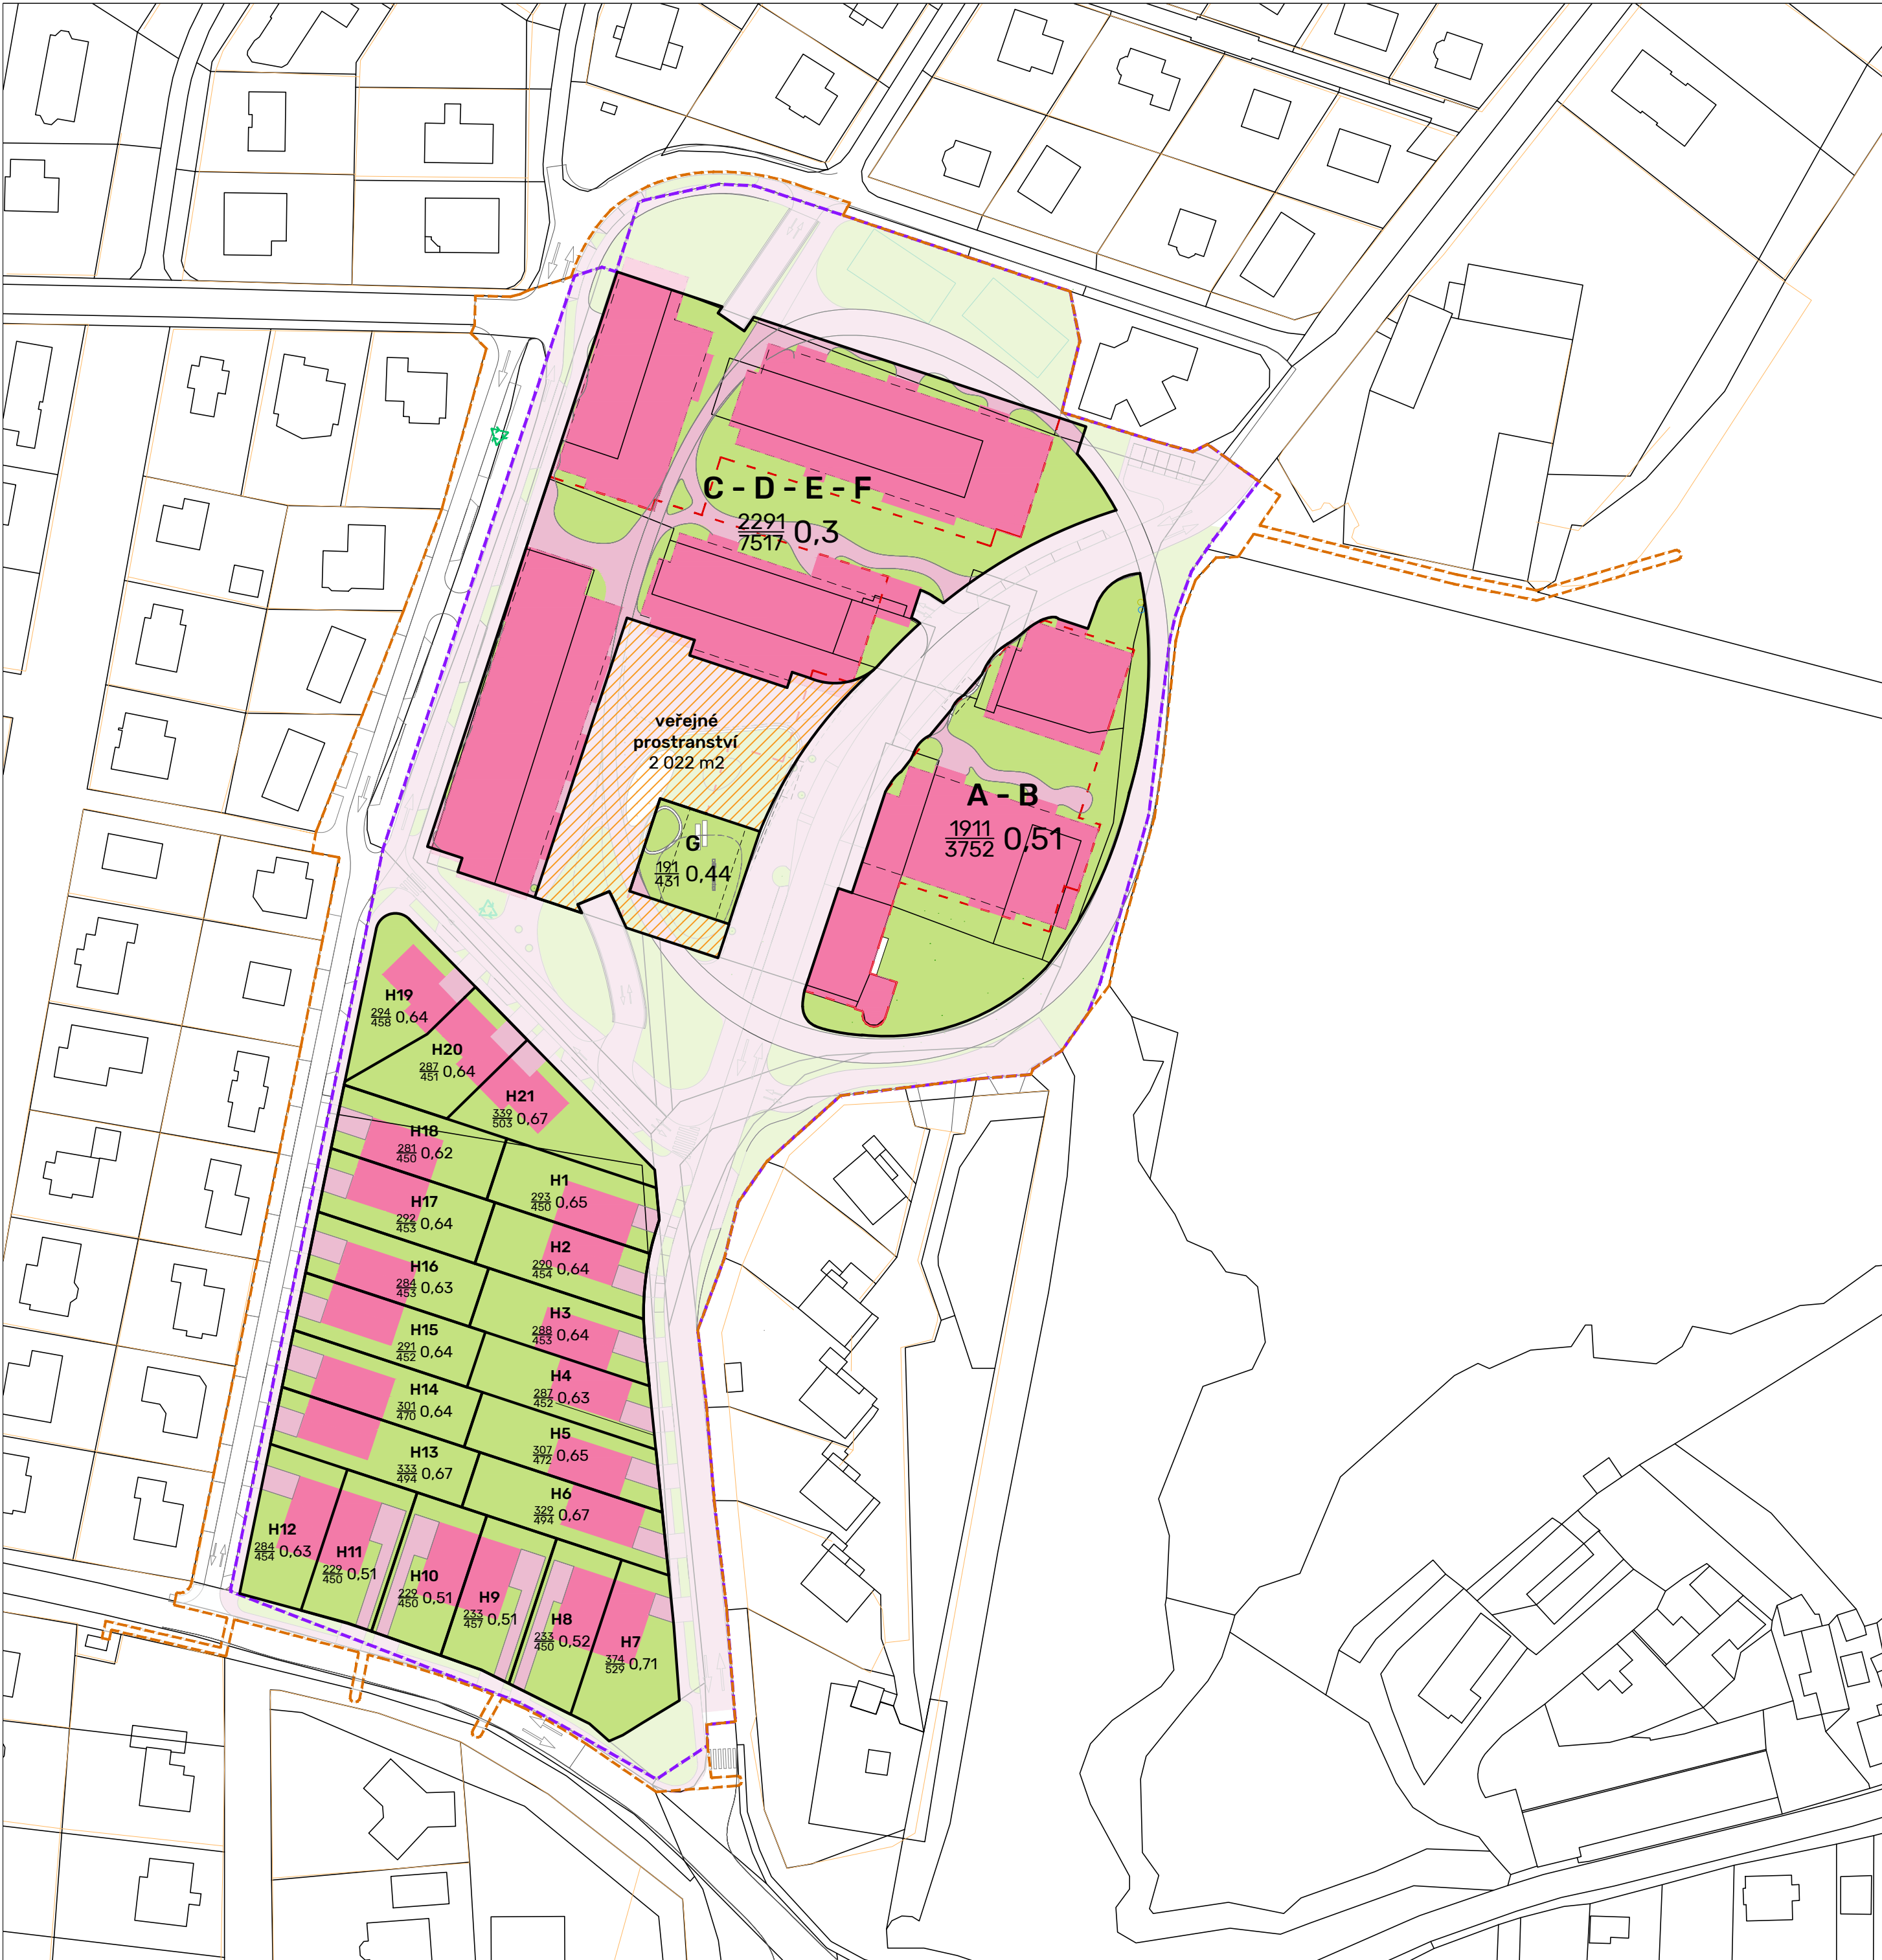 C - D - E - F
2291
7517 0,3
veřejné
prostranství
2 022 m2
A - B
1911
3752 0,51
G
191
431 0,44
H19
294
458 0,64
H20
287
451 0,64
H21
339
503 0,67
H18
281
450 0,62
H1
293
450 0,65
H17
292
453 0,64
H2
290
454 0,64
H16
284
453 0,63
H3
288
453 0,64
H15
291
452 0,64
H4
287
452 0,63
H14
301
470 0,64
H5
307
472 0,65
H13
333
494 0,67
H6
329
494 0,67
H12
284
454 0,63
H11
229
450 0,51
H10
229
450 0,51
H9
233
457 0,51
H8
233
450 0,52
H7
374
529 0,71